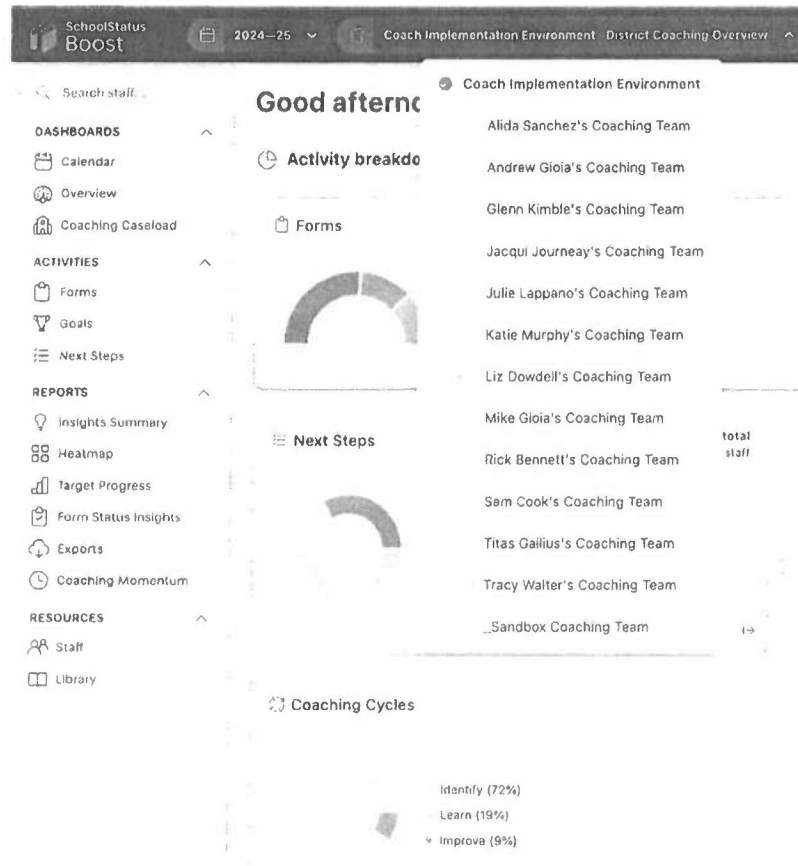 SchoolStatus
Boost
2024–25
Coach Implementation Environment District Coaching Overview
Search staff...
DASHBOARDS
Calendar
Overview
Coaching Caseload
ACTIVITIES
Forms
Goals
Next Steps
REPORTS
Insights Summary
Heatmap
Target Progress
Form Status Insights
Exports
Coaching Momentum
RESOURCES
Staff
Library
Good afterno
Activity breakdo
Forms
Next Steps
total
staff
Coaching Cycles
Identify (72%)
Learn (19%)
Improve (9%)
Coach Implementation Environment
Alida Sanchez's Coaching Team
Andrew Gioia's Coaching Team
Glenn Kimble's Coaching Team
Jacqui Journeay's Coaching Team
Julie Lappano's Coaching Team
Katie Murphy's Coaching Team
Liz Dowdell's Coaching Team
Mike Gioia's Coaching Team
Rick Bennett's Coaching Team
Sam Cook's Coaching Team
Titas Gailius's Coaching Team
Tracy Walter's Coaching Team
_Sandbox Coaching Team